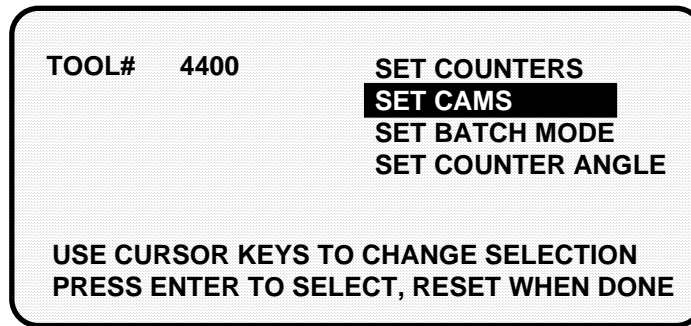 TOOL# 4400 SET COUNTERS
SET CAMS
SET BATCH MODE
SET COUNTER ANGLE
USE CURSOR KEYS TO CHANGE SELECTION
PRESS ENTER TO SELECT, RESET WHEN DONE